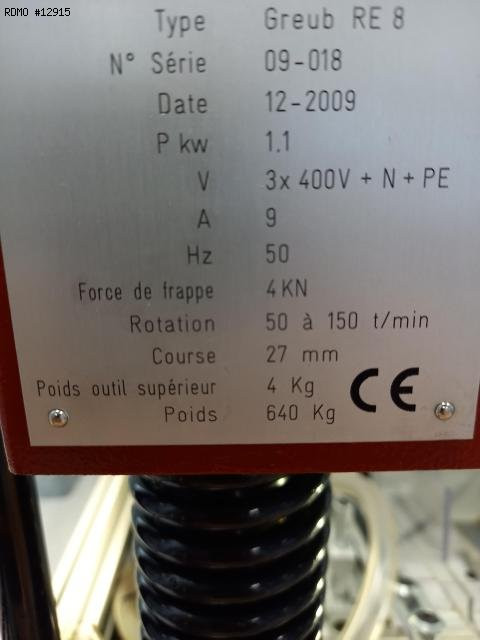 RDMO #12915
Type Greub RE 8
N° Série 09-018
Date 12-2009
P kw 1.1
V 3x 400V + N + PE
A 9
Hz 50
Force de frappe 4KN
Rotation 50 à 150 t/min
Course 27 mm
Poids outil supérieur 4 Kg
Poids 640 Kg
CE